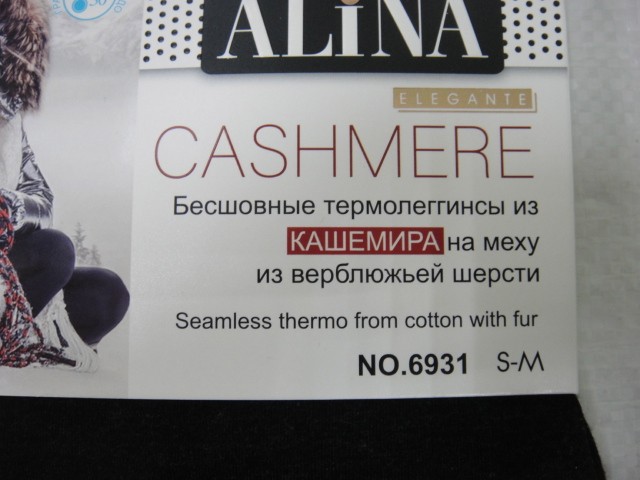 ALiNA
ELEGANTE
CASHMERE
Бесшовные термолеггинсы из
КАШЕМИРА на меху
из верблюжьей шерсти
Seamless thermo from cotton with fur
NO.6931 S-M